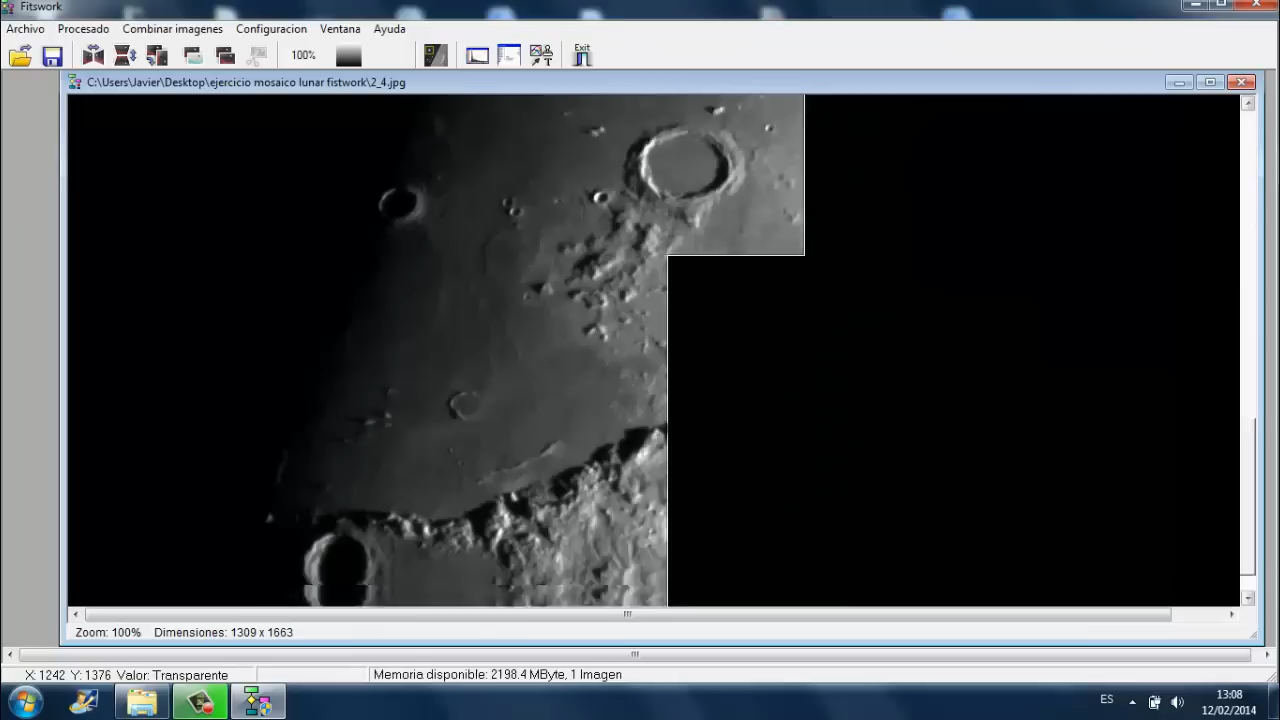 Fitswork
Archivo Procesado Combinar imagenes Configuracion Ventana Ayuda
100% Exit
C:\Users\Javier\Desktop\ejercicio mosaico lunar fistwork\2_4.jpg
Zoom: 100% Dimensiones: 1309 x 1663
X: 1242 Y: 1376 Valor: Transparente Memoria disponible: 2198.4 MByte, 1 Imagen
ES 13:08
12/02/2014